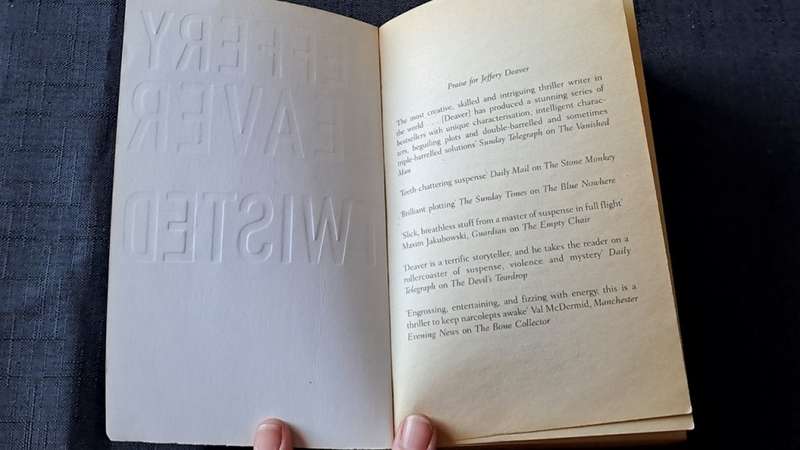 EFFERY
EAVER
TWISTED
Praise for Jeffery Deaver
'The most creative, skilled and intriguing thriller writer in
the world . . . [Deaver] has produced a stunning series of
bestsellers with unique characterisation, intelligent charac-
ters, beguiling plots and double-barrelled and sometimes
triple-barrelled solutions' Sunday Telegraph on The Vanished
Man
'Teeth-chattering suspense' Daily Mail on The Stone Monkey
'Brilliant plotting' The Sunday Times on The Blue Nowhere
'Slick, breathless stuff from a master of suspense in full flight'
Maxim Jakubowski, Guardian on The Empty Chair
'Deaver is a terrific storyteller, and he takes the reader on a
rollercoaster of suspense, violence and mystery' Daily
Telegraph on The Devil's Teardrop
'Engrossing, entertaining, and fizzing with energy, this is a
thriller to keep narcolepts awake' Val McDermid, Manchester
Evening News on The Bone Collector